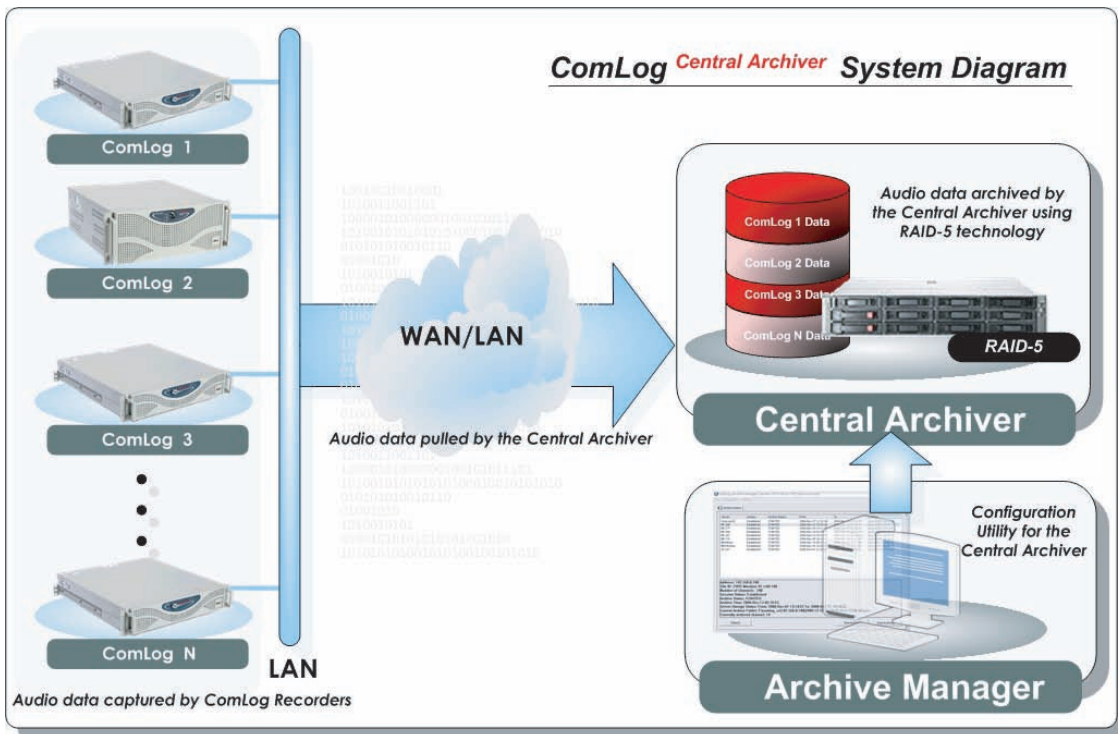 ComLog Central Archiver System Diagram
ComLog 1
ComLog 2
ComLog 3
ComLog N
Audio data captured by ComLog Recorders
LAN
WAN/LAN
Audio data pulled by the Central Archiver
Audio data archived by
the Central Archiver using
RAID-5 technology
ComLog 1 Data
ComLog 2 Data
ComLog 3 Data
ComLog N Data
RAID-5
Central Archiver
Configuration
Utility for the
Central Archiver
Archive Manager